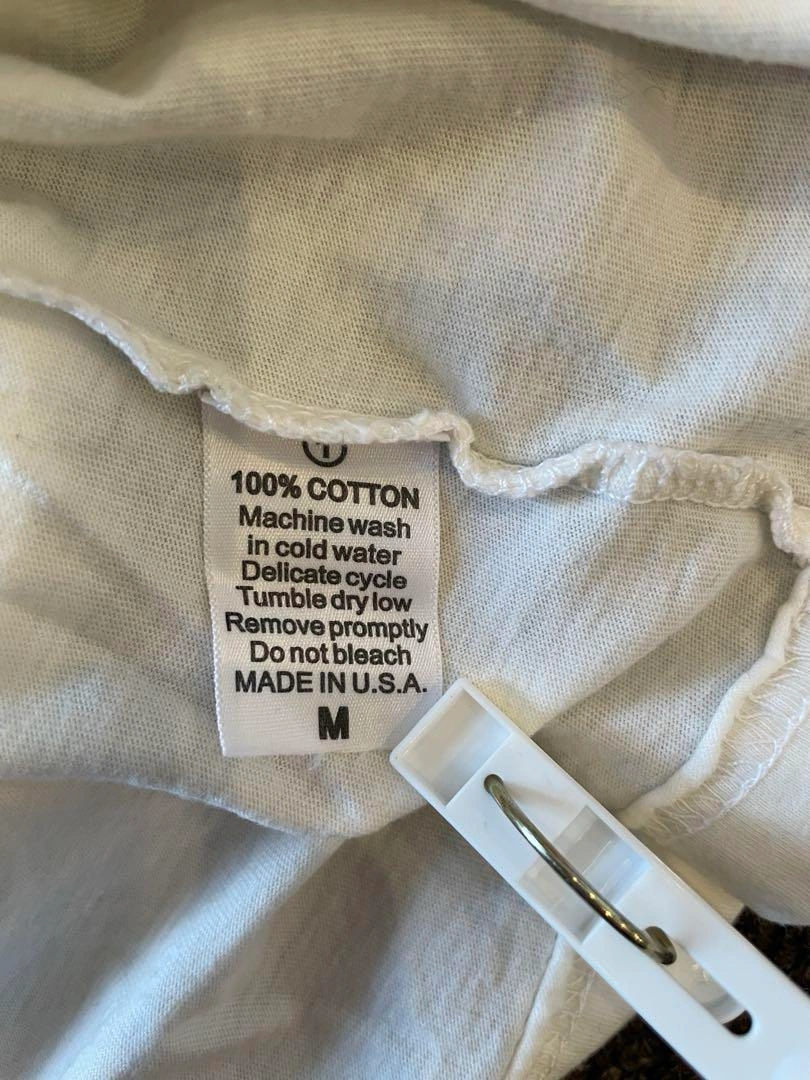 100% COTTON
Machine wash
in cold water
Delicate cycle
Tumble dry low
Remove promptly
Do not bleach
MADE IN U.S.A.
M